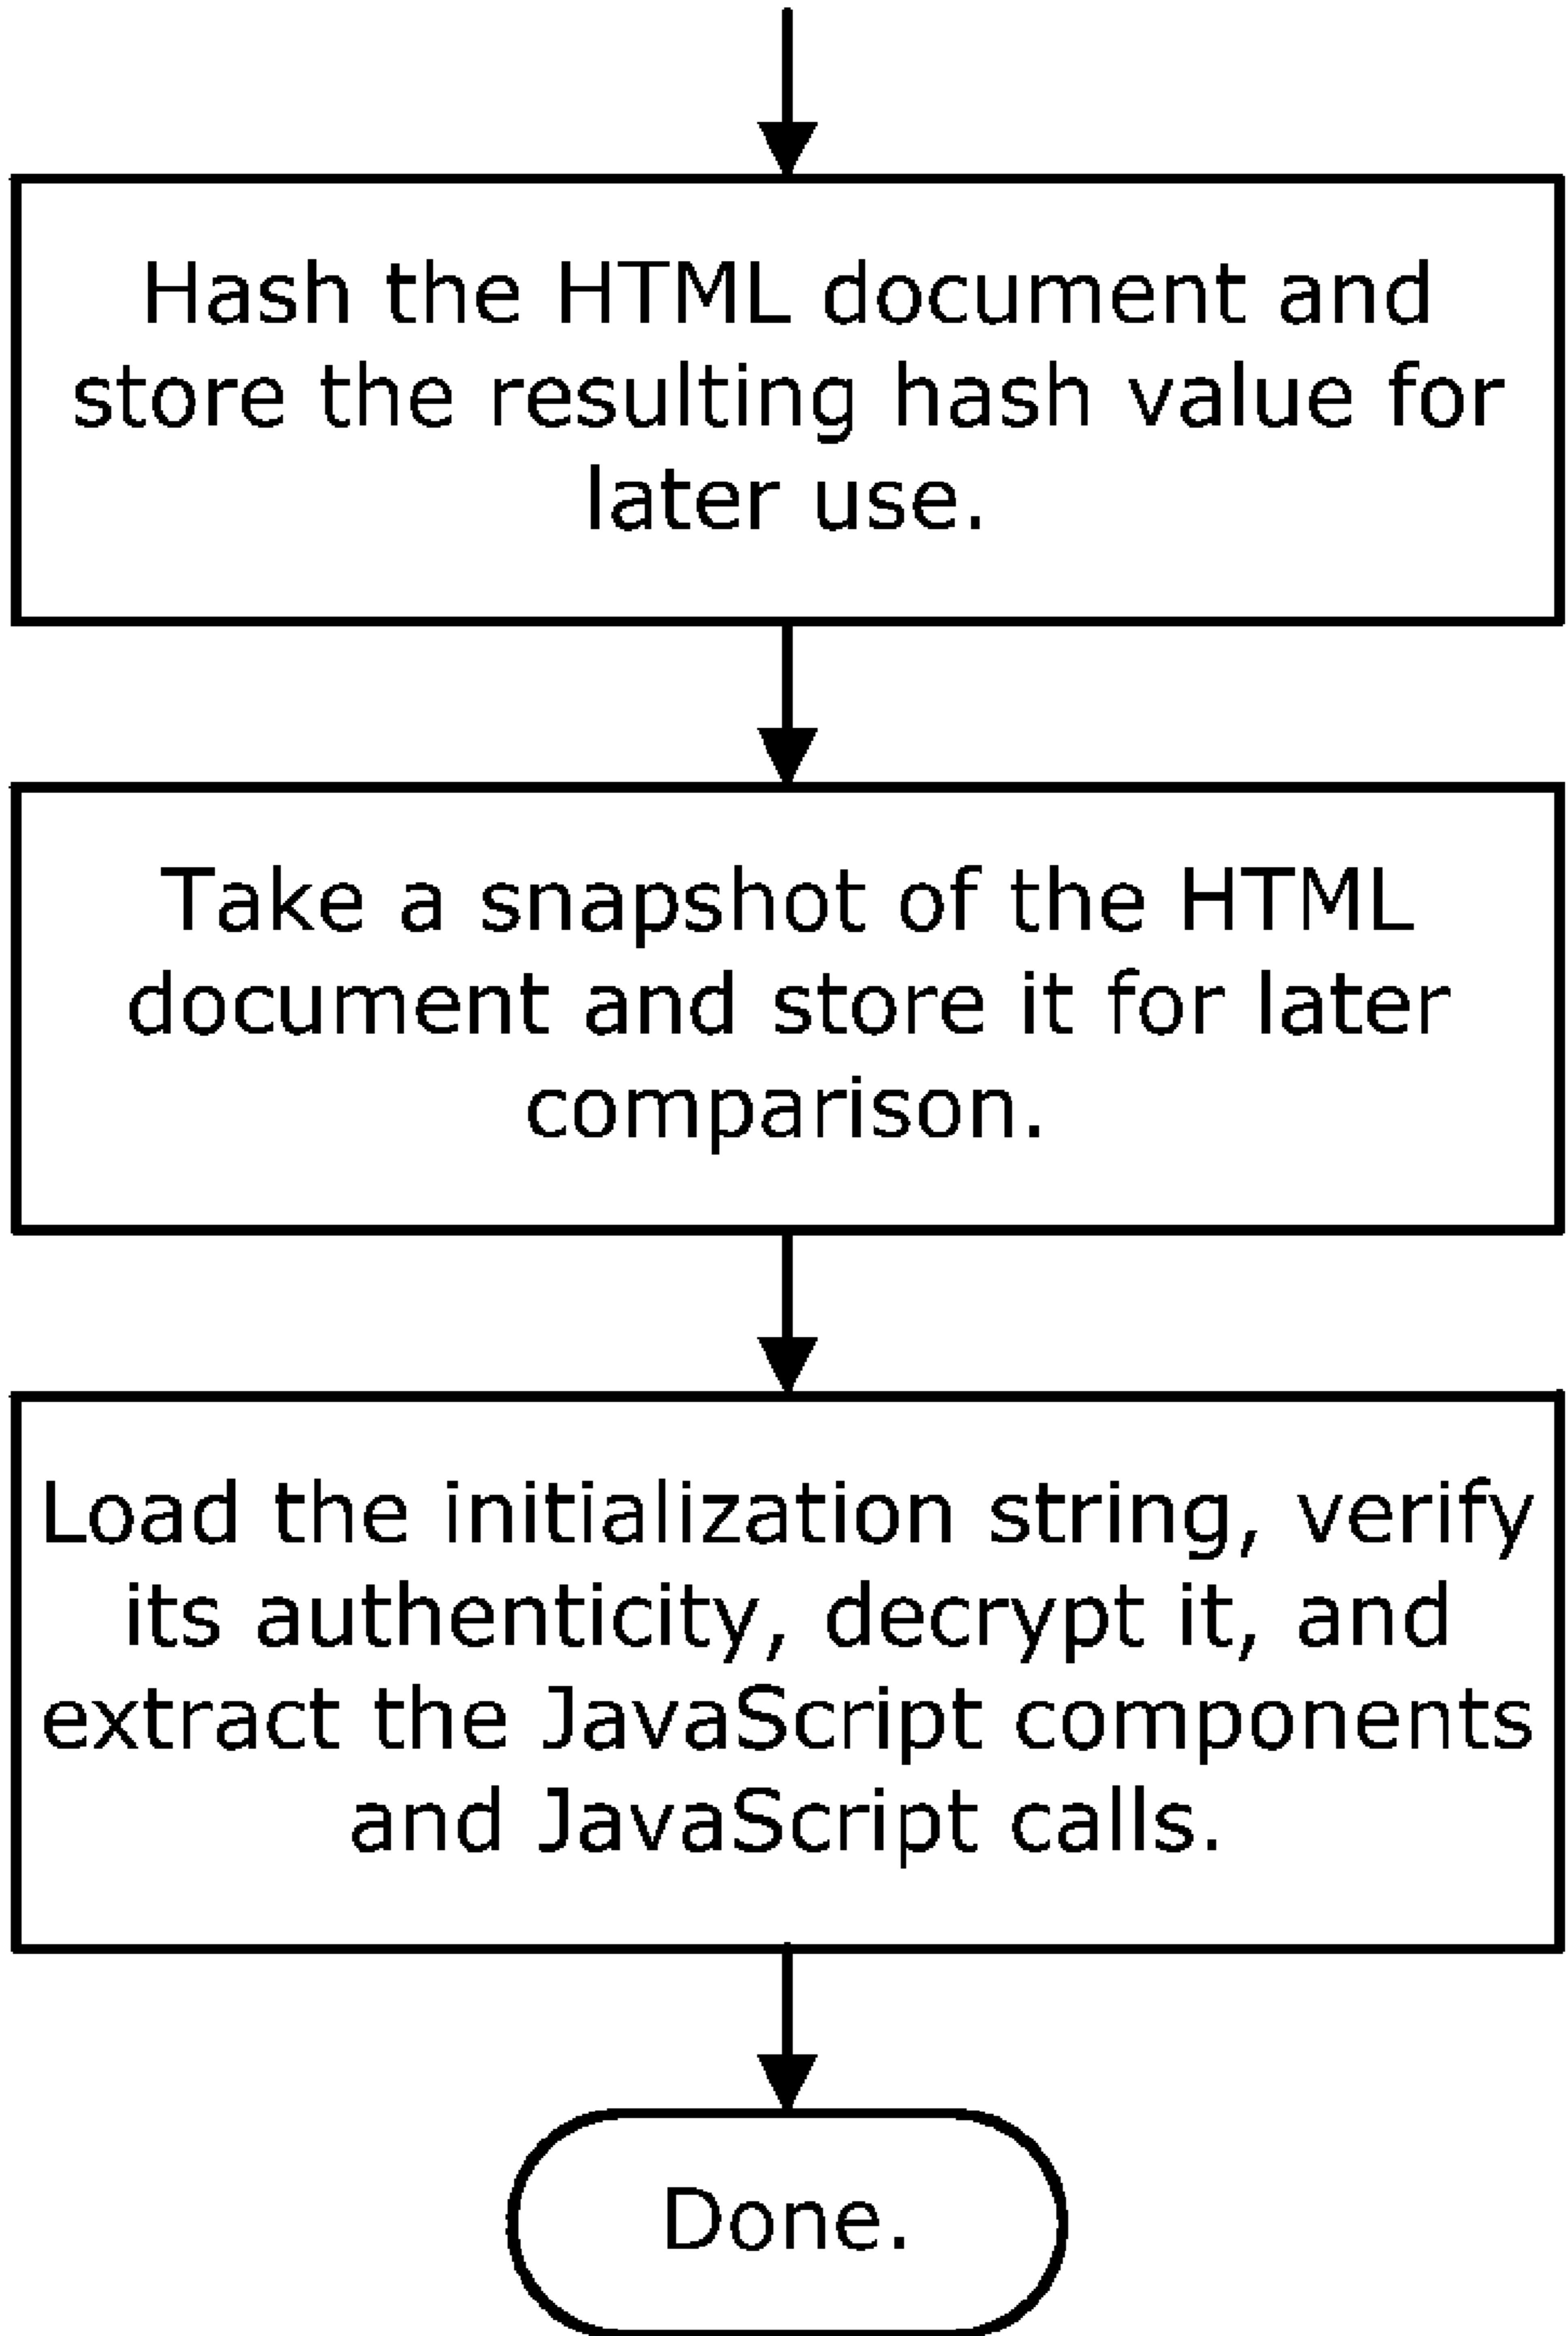 Hash the HTML document and
store the resulting hash value for
later use.
Take a snapshot of the HTML
document and store it for later
comparison.
Load the initialization string, verify
its authenticity, decrypt it, and
extract the JavaScript components
and JavaScript calls.
Done.